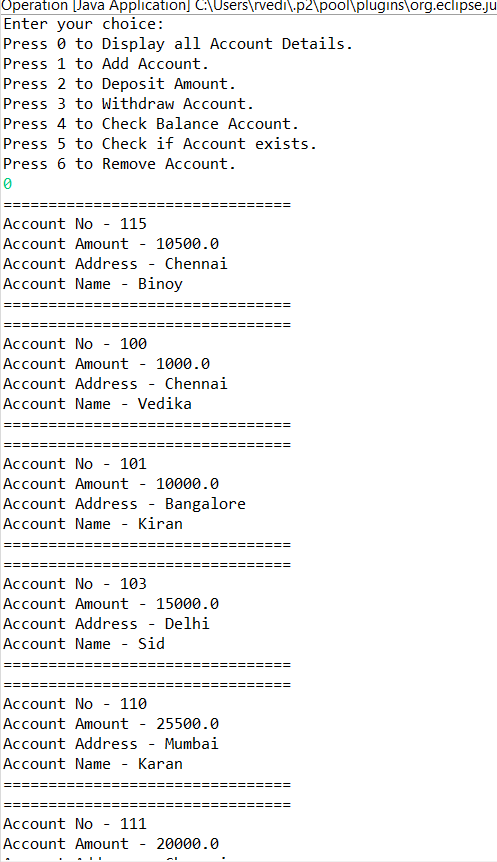 Operation [Java Application] C:\Users\rvedi\.p2\pool\plugins\org.eclipse.ju
Enter your choice:
Press 0 to Display all Account Details.
Press 1 to Add Account.
Press 2 to Deposit Amount.
Press 3 to Withdraw Account.
Press 4 to Check Balance Account.
Press 5 to Check if Account exists.
Press 6 to Remove Account.
0
================================
Account No - 115
Account Amount - 10500.0
Account Address - Chennai
Account Name - Binoy
================================
================================
Account No - 100
Account Amount - 1000.0
Account Address - Chennai
Account Name - Vedika
================================
================================
Account No - 101
Account Amount - 10000.0
Account Address - Bangalore
Account Name - Kiran
================================
================================
Account No - 103
Account Amount - 15000.0
Account Address - Delhi
Account Name - Sid
================================
================================
Account No - 110
Account Amount - 25500.0
Account Address - Mumbai
Account Name - Karan
================================
================================
Account No - 111
Account Amount - 20000.0